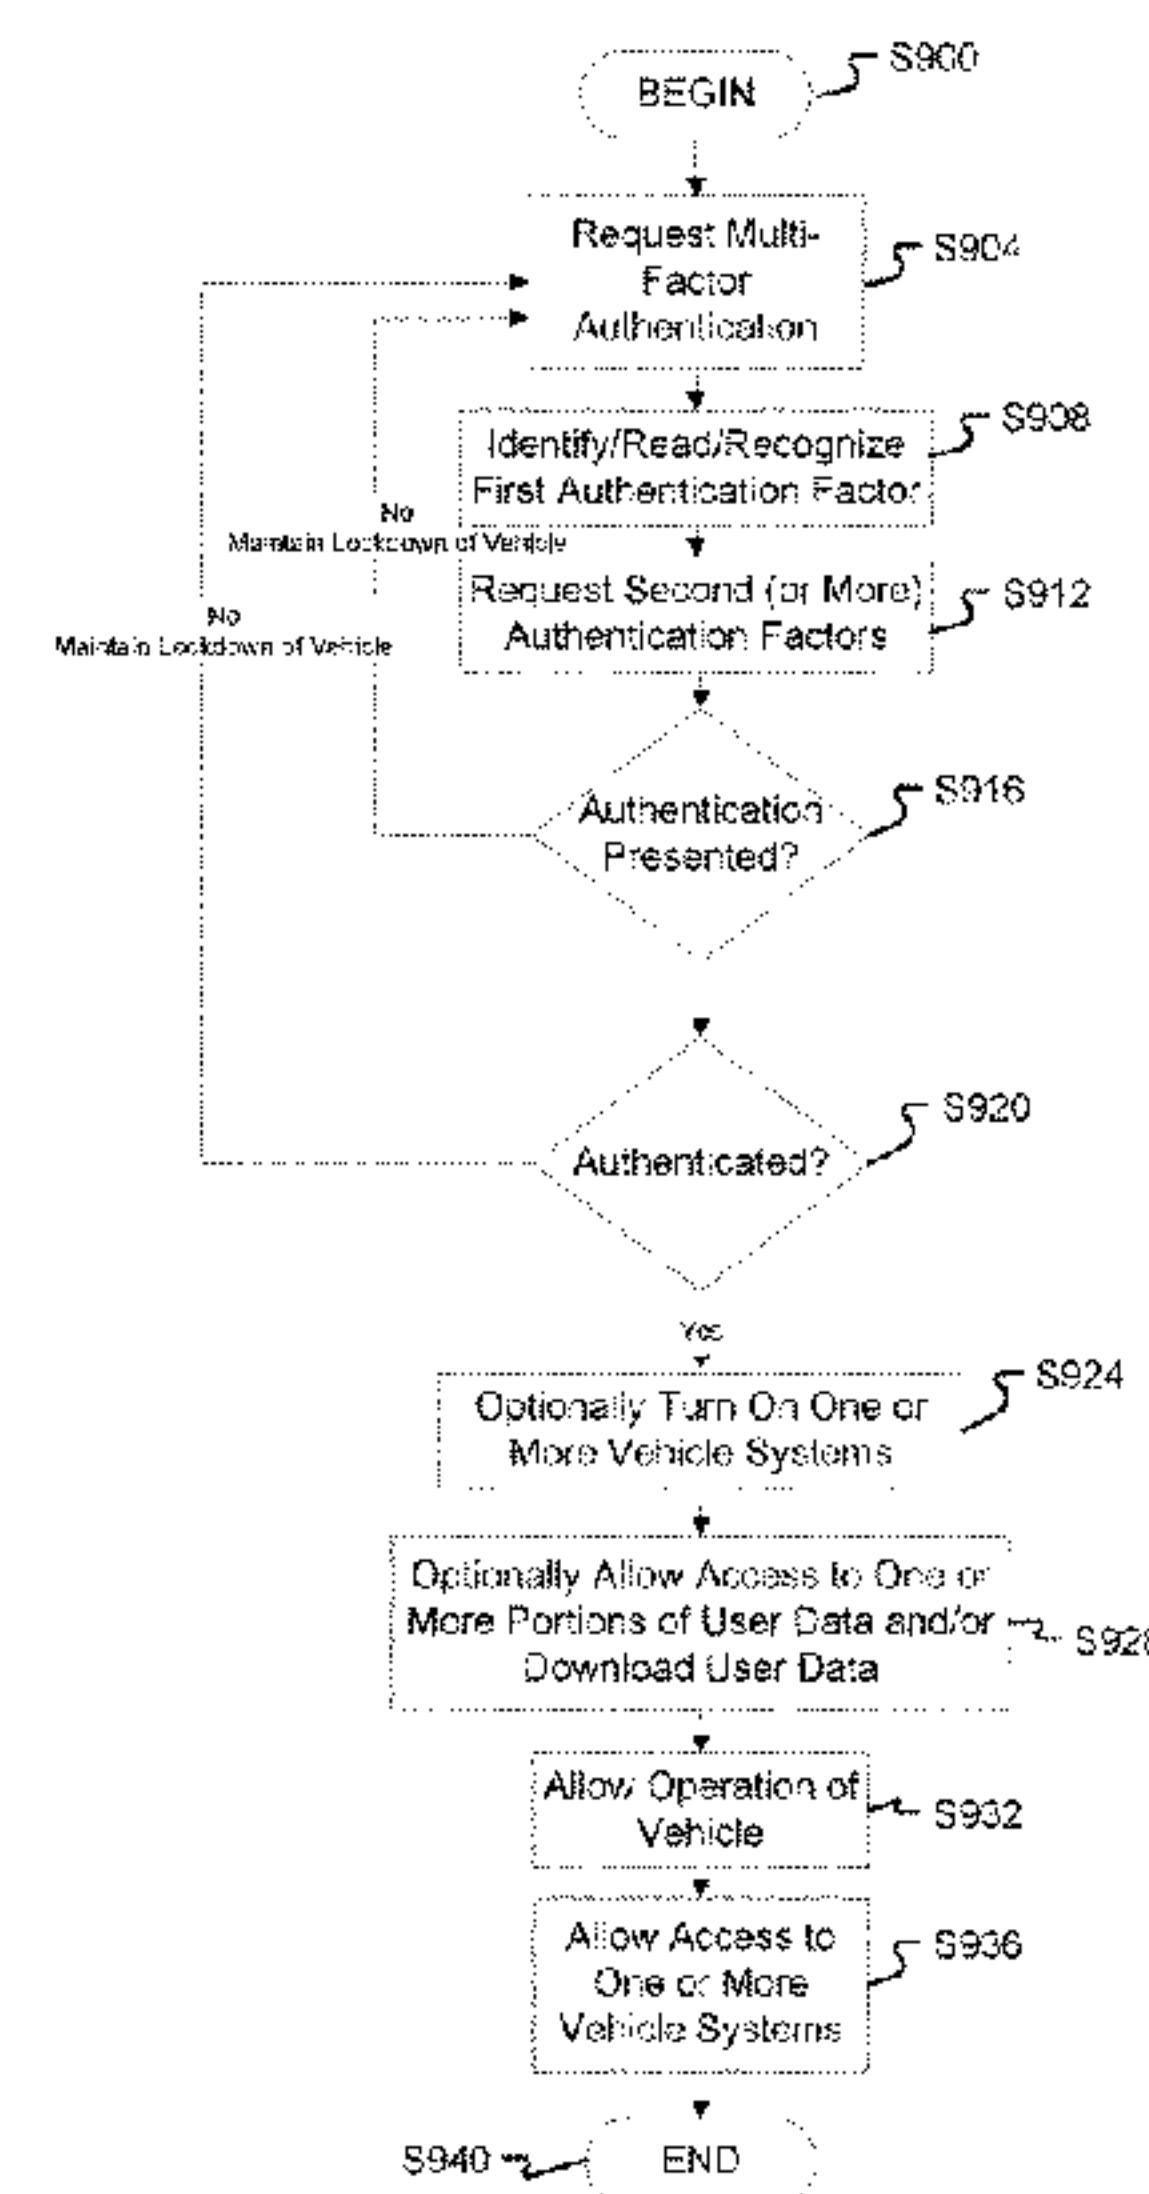 BEGIN
S900
Request Multi-
Factor
Authentication
S904
Identify/Read/Recognize
First Authentication Factor
S908
No
Maintain Lockdown of Vehicle
Request Second (or More)
Authentication Factors
S912
No
Maintain Lockdown of Vehicle
Authentication
Presented?
S916
Authenticated?
S920
Yes
Optionally Turn On One or
More Vehicle Systems
S924
Optionally Allow Access to One or
More Portions of User Data and/or
Download User Data
S928
Allow Operation of
Vehicle
S932
Allow Access to
One or More
Vehicle Systems
S936
S940
END